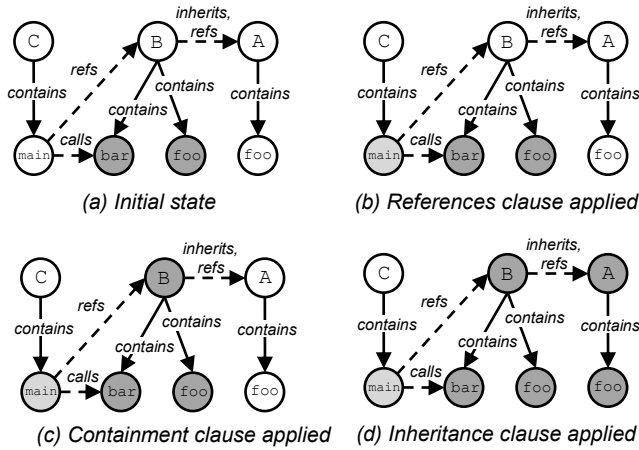 inherits,
C B refs A
refs
contains contains contains contains
calls
main bar foo foo
(a) Initial state
inherits,
C B refs A
refs
contains contains contains contains
calls
main bar foo foo
(b) References clause applied
inherits,
C B refs A
refs
contains contains contains contains
calls
main bar foo foo
(c) Containment clause applied
inherits,
C B refs A
refs
contains contains contains contains
calls
main bar foo foo
(d) Inheritance clause applied